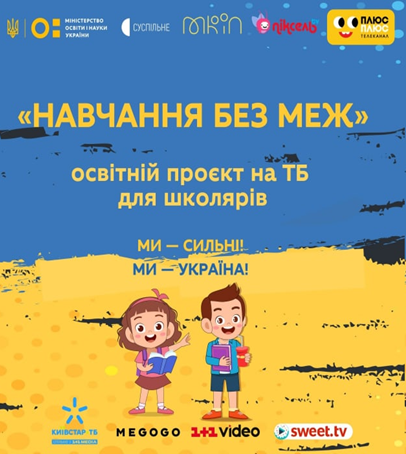 МІНІСТЕРСТВО
ОСВІТИ І НАУКИ
УКРАЇНИ
СУСПІЛЬНЕ
МКІП
ПІКСЕЛЬ
ПЛЮС
ПЛЮС
ТЕЛЕКАНАЛ
«НАВЧАННЯ БЕЗ МЕЖ»
освітній проєкт на ТБ
для школярів
МИ — СИЛЬНІ!
МИ — УКРАЇНА!
КИЇВСТАР ТБ
MEGOGO
1+1 video
sweet.tv